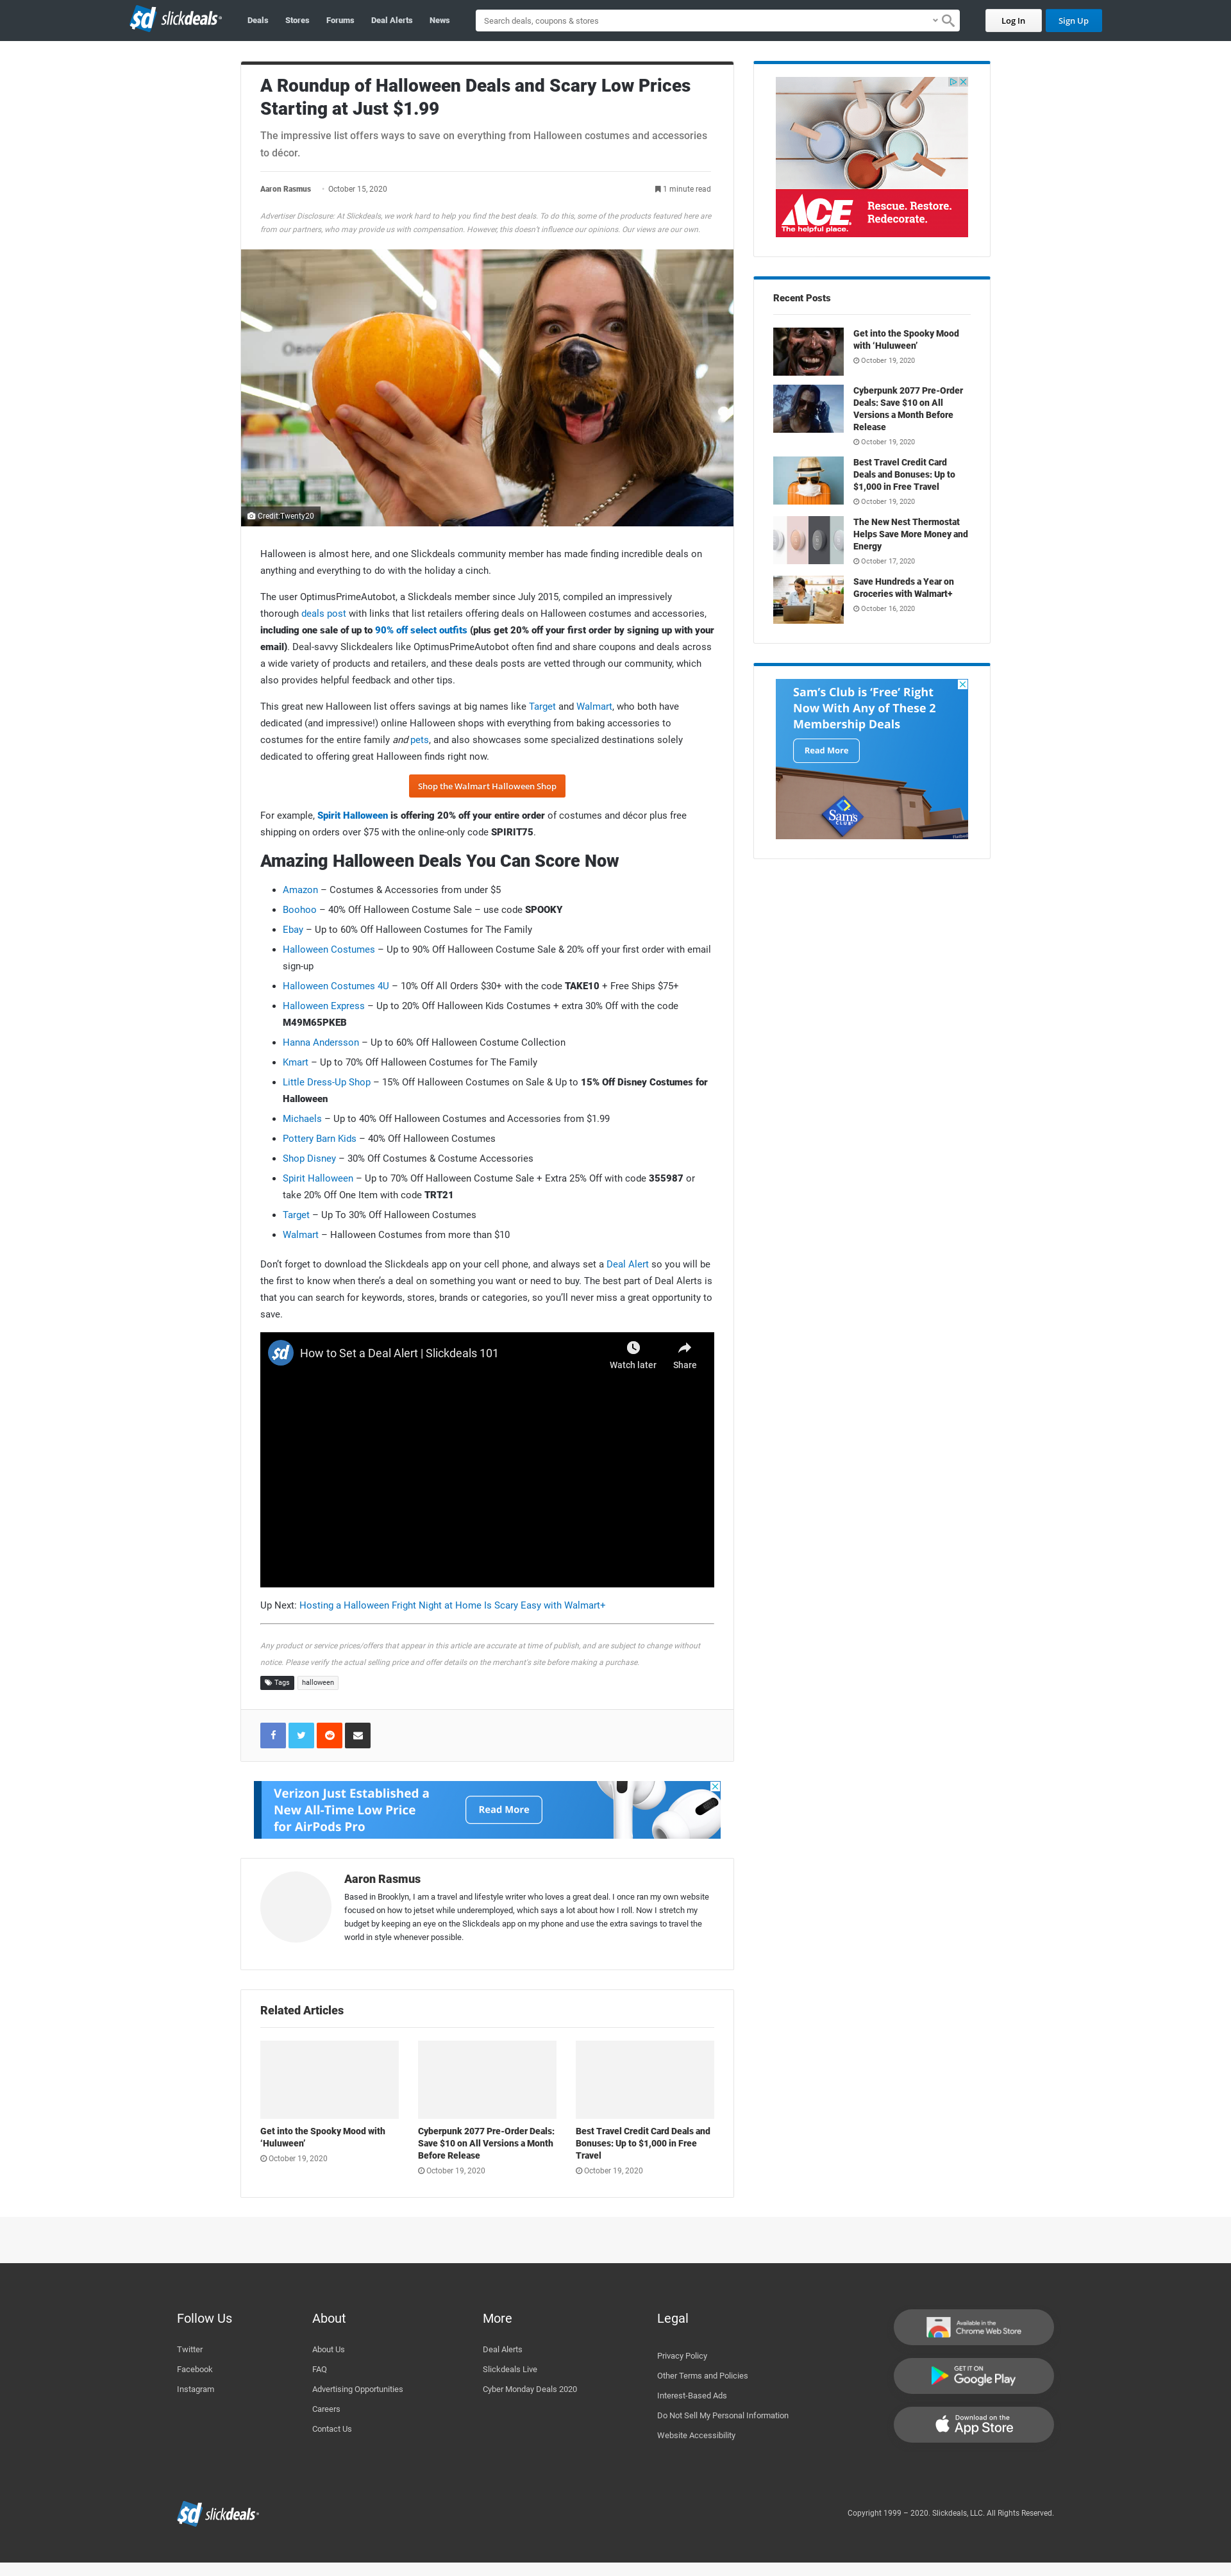 slickdeals
Deals
Stores
Forums
Deal Alerts
News
Search deals, coupons & stores
Log In
Sign Up
A Roundup of Halloween Deals and Scary Low Prices
Starting at Just $1.99
The impressive list offers ways to save on everything from Halloween costumes and accessories
to décor.
Aaron Rasmus
October 15, 2020
1 minute read
Advertiser Disclosure: At Slickdeals, we work hard to help you find the best deals. To do this, some of the products featured here are
from our partners, who may provide us with compensation. However, this doesn't influence our opinions. Our views are our own.
Credit:Twenty20
Halloween is almost here, and one Slickdeals community member has made finding incredible deals on
anything and everything to do with the holiday a cinch.
The user OptimusPrimeAutobot, a Slickdeals member since July 2015, compiled an impressively
thorough deals post with links that list retailers offering deals on Halloween costumes and accessories,
including one sale of up to 90% off select outfits (plus get 20% off your first order by signing up with your
email). Deal-savvy Slickdealers like OptimusPrimeAutobot often find and share coupons and deals across
a wide variety of products and retailers, and these deals posts are vetted through our community, which
also provides helpful feedback and other tips.
This great new Halloween list offers savings at big names like Target and Walmart, who both have
dedicated (and impressive!) online Halloween shops with everything from baking accessories to
costumes for the entire family and pets, and also showcases some specialized destinations solely
dedicated to offering great Halloween finds right now.
Shop the Walmart Halloween Shop
For example, Spirit Halloween is offering 20% off your entire order of costumes and décor plus free
shipping on orders over $75 with the online-only code SPIRIT75.
Amazing Halloween Deals You Can Score Now
• Amazon – Costumes & Accessories from under $5
• Boohoo – 40% Off Halloween Costume Sale – use code SPOOKY
• Ebay – Up to 60% Off Halloween Costumes for The Family
• Halloween Costumes – Up to 90% Off Halloween Costume Sale & 20% off your first order with email
sign-up
• Halloween Costumes 4U – 10% Off All Orders $30+ with the code TAKE10 + Free Ships $75+
• Halloween Express – Up to 20% Off Halloween Kids Costumes + extra 30% Off with the code
M49M65PKEB
• Hanna Andersson – Up to 60% Off Halloween Costume Collection
• Kmart – Up to 70% Off Halloween Costumes for The Family
• Little Dress-Up Shop – 15% Off Halloween Costumes on Sale & Up to 15% Off Disney Costumes for
Halloween
• Michaels – Up to 40% Off Halloween Costumes and Accessories from $1.99
• Pottery Barn Kids – 40% Off Halloween Costumes
• Shop Disney – 30% Off Costumes & Costume Accessories
• Spirit Halloween – Up to 70% Off Halloween Costume Sale + Extra 25% Off with code 355987 or
take 20% Off One Item with code TRT21
• Target – Up To 30% Off Halloween Costumes
• Walmart – Halloween Costumes from more than $10
Don't forget to download the Slickdeals app on your cell phone, and always set a Deal Alert so you will be
the first to know when there's a deal on something you want or need to buy. The best part of Deal Alerts is
that you can search for keywords, stores, brands or categories, so you'll never miss a great opportunity to
save.
How to Set a Deal Alert | Slickdeals 101
Watch later
Share
Up Next: Hosting a Halloween Fright Night at Home Is Scary Easy with Walmart+
Any product or service prices/offers that appear in this article are accurate at time of publish, and are subject to change without
notice. Please verify the actual selling price and offer details on the merchant's site before making a purchase.
Tags
halloween
Verizon Just Established a
New All-Time Low Price
for AirPods Pro
Read More
Aaron Rasmus
Based in Brooklyn, I am a travel and lifestyle writer who loves a great deal. I once ran my own website
focused on how to jetset while underemployed, which says a lot about how I roll. Now I stretch my
budget by keeping an eye on the Slickdeals app on my phone and use the extra savings to travel the
world in style whenever possible.
Related Articles
Get into the Spooky Mood with
'Huluween'
October 19, 2020
Cyberpunk 2077 Pre-Order Deals:
Save $10 on All Versions a Month
Before Release
October 19, 2020
Best Travel Credit Card Deals and
Bonuses: Up to $1,000 in Free
Travel
October 19, 2020
ACE
The helpful place.
Rescue. Restore.
Redecorate.
Recent Posts
Get into the Spooky Mood
with 'Huluween'
October 19, 2020
Cyberpunk 2077 Pre-Order
Deals: Save $10 on All
Versions a Month Before
Release
October 19, 2020
Best Travel Credit Card
Deals and Bonuses: Up to
$1,000 in Free Travel
October 19, 2020
The New Nest Thermostat
Helps Save More Money and
Energy
October 17, 2020
Save Hundreds a Year on
Groceries with Walmart+
October 16, 2020
Sam's Club is 'Free' Right
Now With Any of These 2
Membership Deals
Read More
Sam's
CLUB
Follow Us
Twitter
Facebook
Instagram
About
About Us
FAQ
Advertising Opportunities
Careers
Contact Us
More
Deal Alerts
Slickdeals Live
Cyber Monday Deals 2020
Legal
Privacy Policy
Other Terms and Policies
Interest-Based Ads
Do Not Sell My Personal Information
Website Accessibility
Available in the
Chrome Web Store
GET IT ON
Google Play
Download on the
App Store
slickdeals
Copyright 1999 – 2020. Slickdeals, LLC. All Rights Reserved.